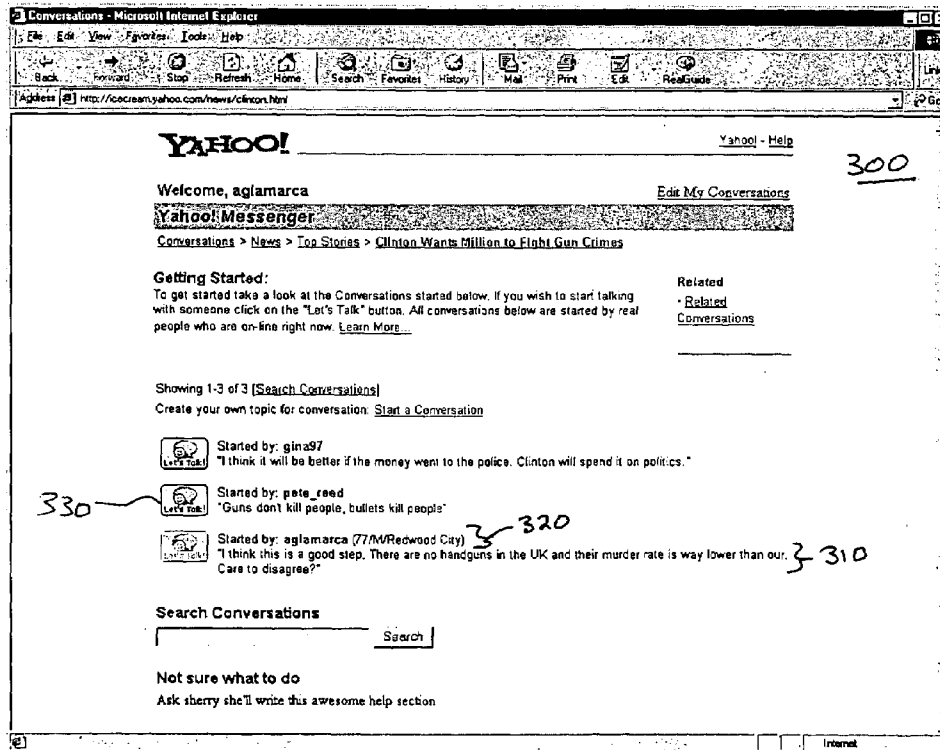 Conversations - Microsoft Internet Explorer
File Edit View Favorites Tools Help
Back Forward Stop Refresh Home Search Favorites History Mail Print Edit RealGuide
Address http://icecream.yahoo.com/news/clinton.html
YAHOO!
Yahoo! - Help
300
Welcome, aglamarca
Edit My Conversations
Yahoo! Messenger
Conversations > News > Top Stories > Clinton Wants Million to Fight Gun Crimes
Getting Started:
To get started take a look at the Conversations started below. If you wish to start talking
with someone click on the "Let's Talk" button. All conversations below are started by real
people who are on-line right now. Learn More...
Related
· Related
Conversations
Showing 1-3 of 3 [Search Conversations]
Create your own topic for conversation: Start a Conversation
Let's Talk! Started by: gina97
"I think it will be better if the money went to the police. Clinton will spend it on politics."
330
Let's Talk! Started by: pete_reed
"Guns don't kill people, bullets kill people"
Let's Talk! Started by: aglamarca (77/M/Redwood City) 320
"I think this is a good step. There are no handguns in the UK and their murder rate is way lower than our. 310
Care to disagree?"
Search Conversations
Search
Not sure what to do
Ask sherry she'll write this awesome help section
Internet